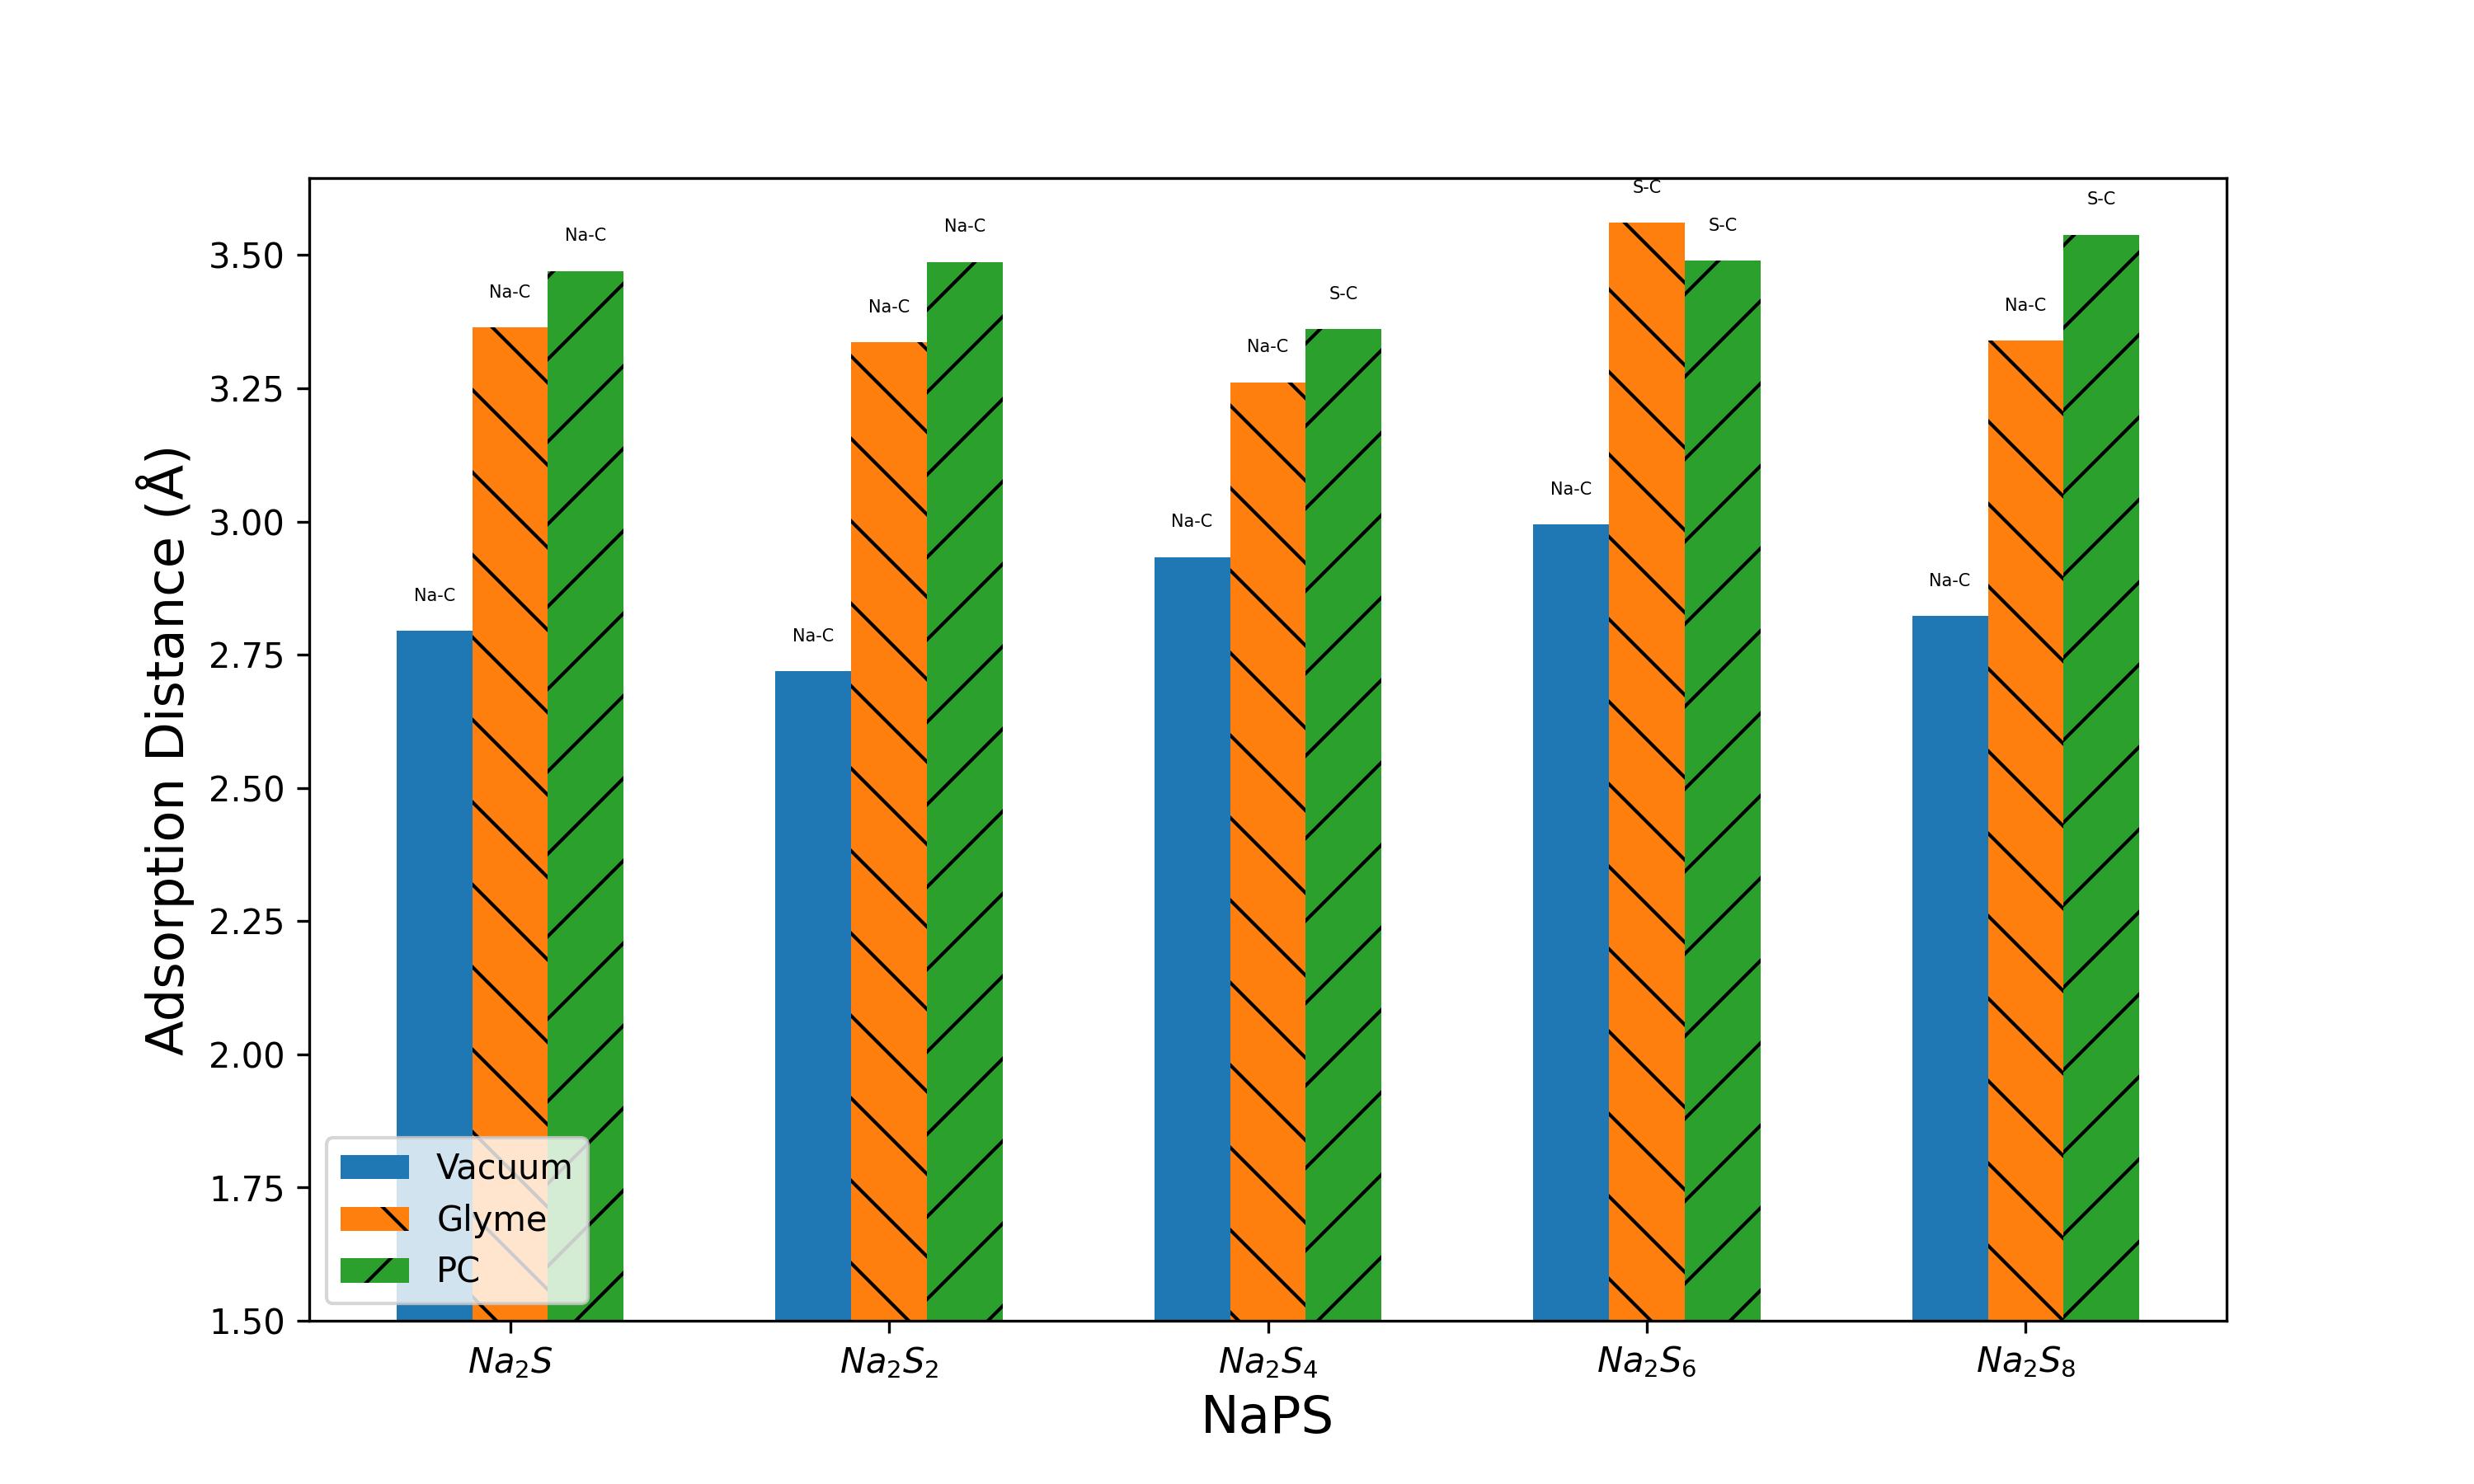 S-C
Na-C Na-C S-C S-C
3.50
Na-C Na-C S-C Na-C
Na-C
3.25
Adsorption Distance (Å)
Na-C Na-C
3.00
Na-C Na-C
2.75
Na-C
2.50
2.25
2.00
1.75
1.50
Vacuum
Glyme
PC
Na₂S Na₂S₂ Na₂S₄ Na₂S₆ Na₂S₈
NaPS